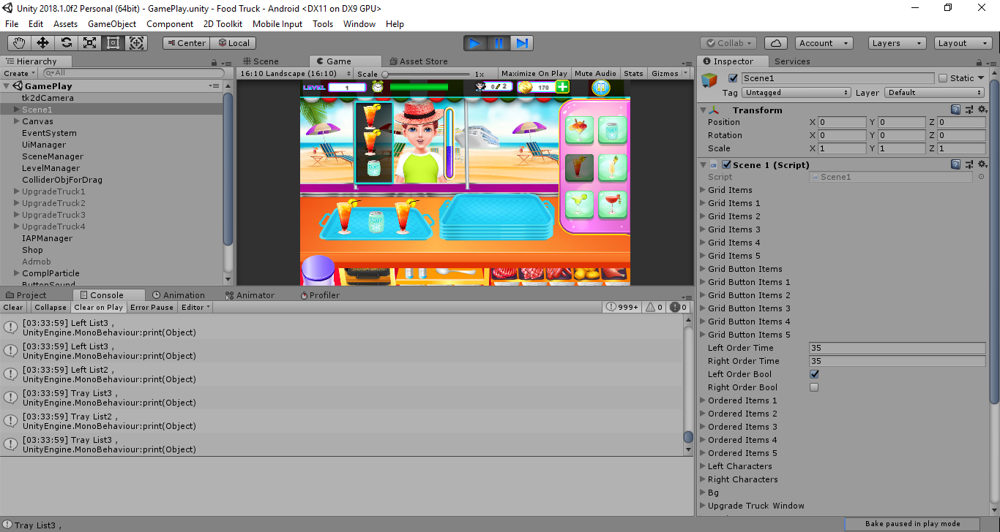 Unity 2018.1.0f2 Personal (64bit) - GamePlay.unity - Food Truck - Android <DX11 on DX9 GPU>
File Edit Assets GameObject Component 2D Toolkit Mobile Input Tools Window Help
Center Local Collab Account Layers Layout
Hierarchy
Create All
GamePlay
tk2dCamera
Scene1
Canvas
EventSystem
UiManager
SceneManager
LevelManager
ColliderObjForDrag
UpgradeTruck1
UpgradeTruck2
UpgradeTruck3
UpgradeTruck4
IAPManager
Shop
Admob
ComplParticle
ButtonSound
Scene Game Asset Store
16:10 Landscape (16:10) Scale 1x Maximize On Play Mute Audio Stats Gizmos
LEVEL 1 0/2 170
Project Console Animation Animator Profiler
Clear Collapse Clear on Play Error Pause Editor 999+ 0 0
[03:33:59] Left List3 ,
UnityEngine.MonoBehaviour:print(Object)
[03:33:59] Left List3 ,
UnityEngine.MonoBehaviour:print(Object)
[03:33:59] Left List2 ,
UnityEngine.MonoBehaviour:print(Object)
[03:33:59] Tray List3 ,
UnityEngine.MonoBehaviour:print(Object)
[03:33:59] Tray List2 ,
UnityEngine.MonoBehaviour:print(Object)
[03:33:59] Tray List3 ,
UnityEngine.MonoBehaviour:print(Object)
Tray List3 ,
Inspector Services
Scene1 Static
Tag Untagged Layer Default
Transform
Position X 0 Y 0 Z 0
Rotation X 0 Y 0 Z 0
Scale X 1 Y 1 Z 1
Scene 1 (Script)
Script Scene1
Grid Items
Grid Items 1
Grid Items 2
Grid Items 3
Grid Items 4
Grid Items 5
Grid Button Items
Grid Button Items 1
Grid Button Items 2
Grid Button Items 3
Grid Button Items 4
Grid Button Items 5
Left Order Time 35
Right Order Time 35
Left Order Bool
Right Order Bool
Ordered Items 1
Ordered Items 2
Ordered Items 3
Ordered Items 4
Ordered Items 5
Left Characters
Right Characters
Bg
Upgrade Truck Window
Bake paused in play mode